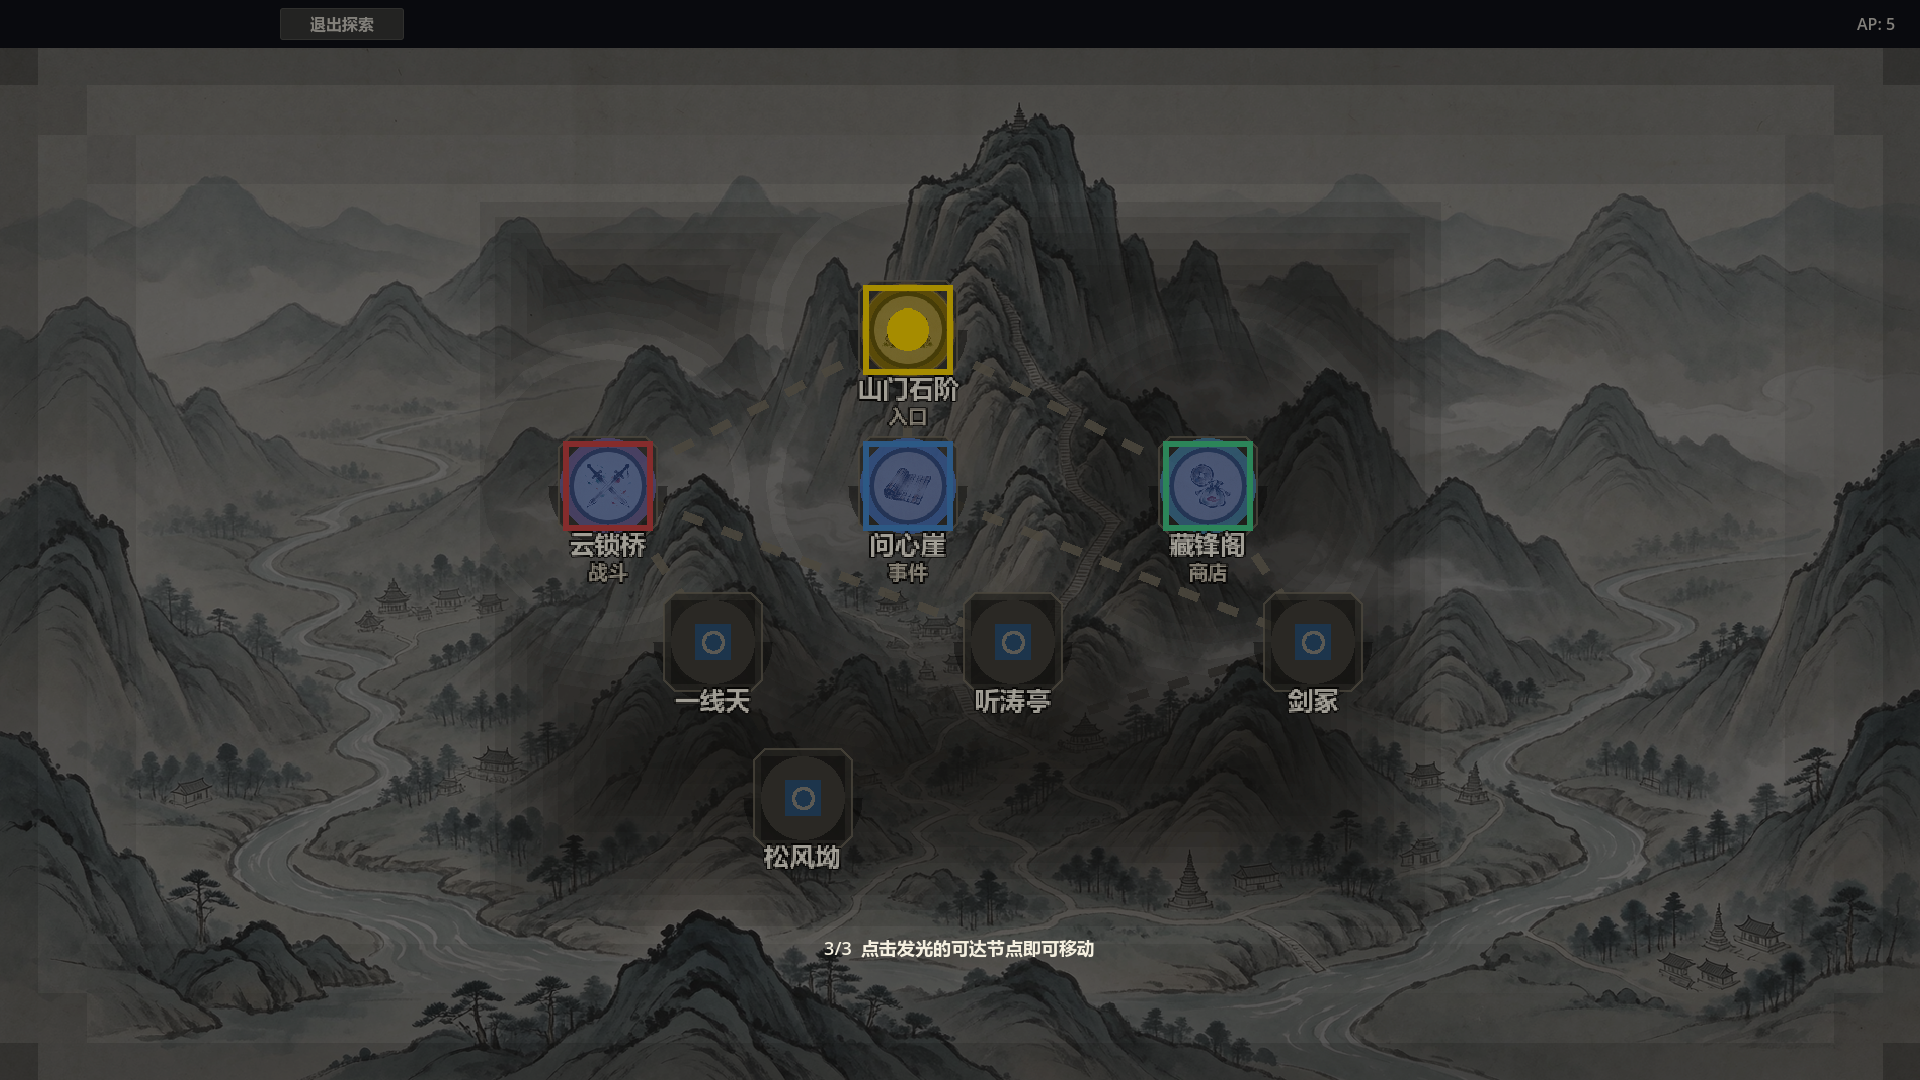 退出探索
AP: 5
山门石阶
入口
云锁桥
战斗
问心崖
事件
藏锋阁
商店
一线天
听涛亭
剑冢
松风坳
3/3 点击发光的可达节点即可移动